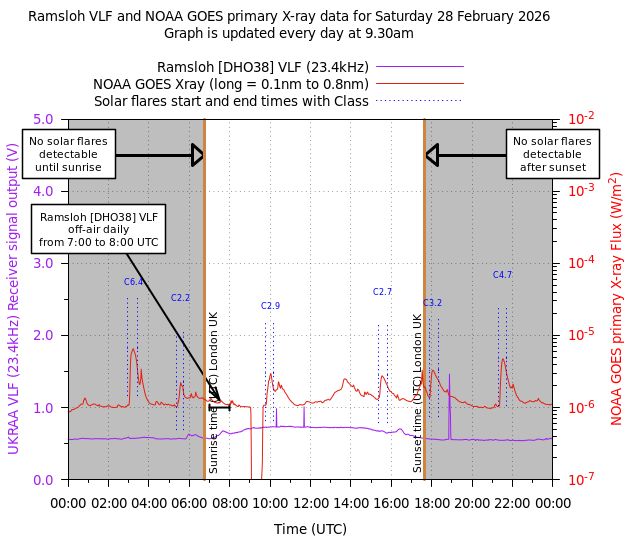 Ramsloh VLF and NOAA GOES primary X-ray data for Saturday 28 February 2026
Graph is updated every day at 9.30am
Ramsloh [DHO38] VLF (23.4kHz)
NOAA GOES Xray (long = 0.1nm to 0.8nm)
Solar flares start and end times with Class
5.0
4.0
3.0
2.0
1.0
0.0
UKRAA VLF (23.4kHz) Receiver signal output (V)
No solar flares
detectable
until sunrise
No solar flares
detectable
after sunset
Ramsloh [DHO38] VLF
off-air daily
from 7:00 to 8:00 UTC
C6.4
C2.2
C2.9
C2.7
C3.2
C4.7
Sunrise time (UTC) London UK
Sunset time (UTC) London UK
10⁻²
10⁻³
10⁻⁴
10⁻⁵
10⁻⁶
10⁻⁷
NOAA GOES primary X-ray Flux (W/m²)
00:00 02:00 04:00 06:00 08:00 10:00 12:00 14:00 16:00 18:00 20:00 22:00 00:00
Time (UTC)